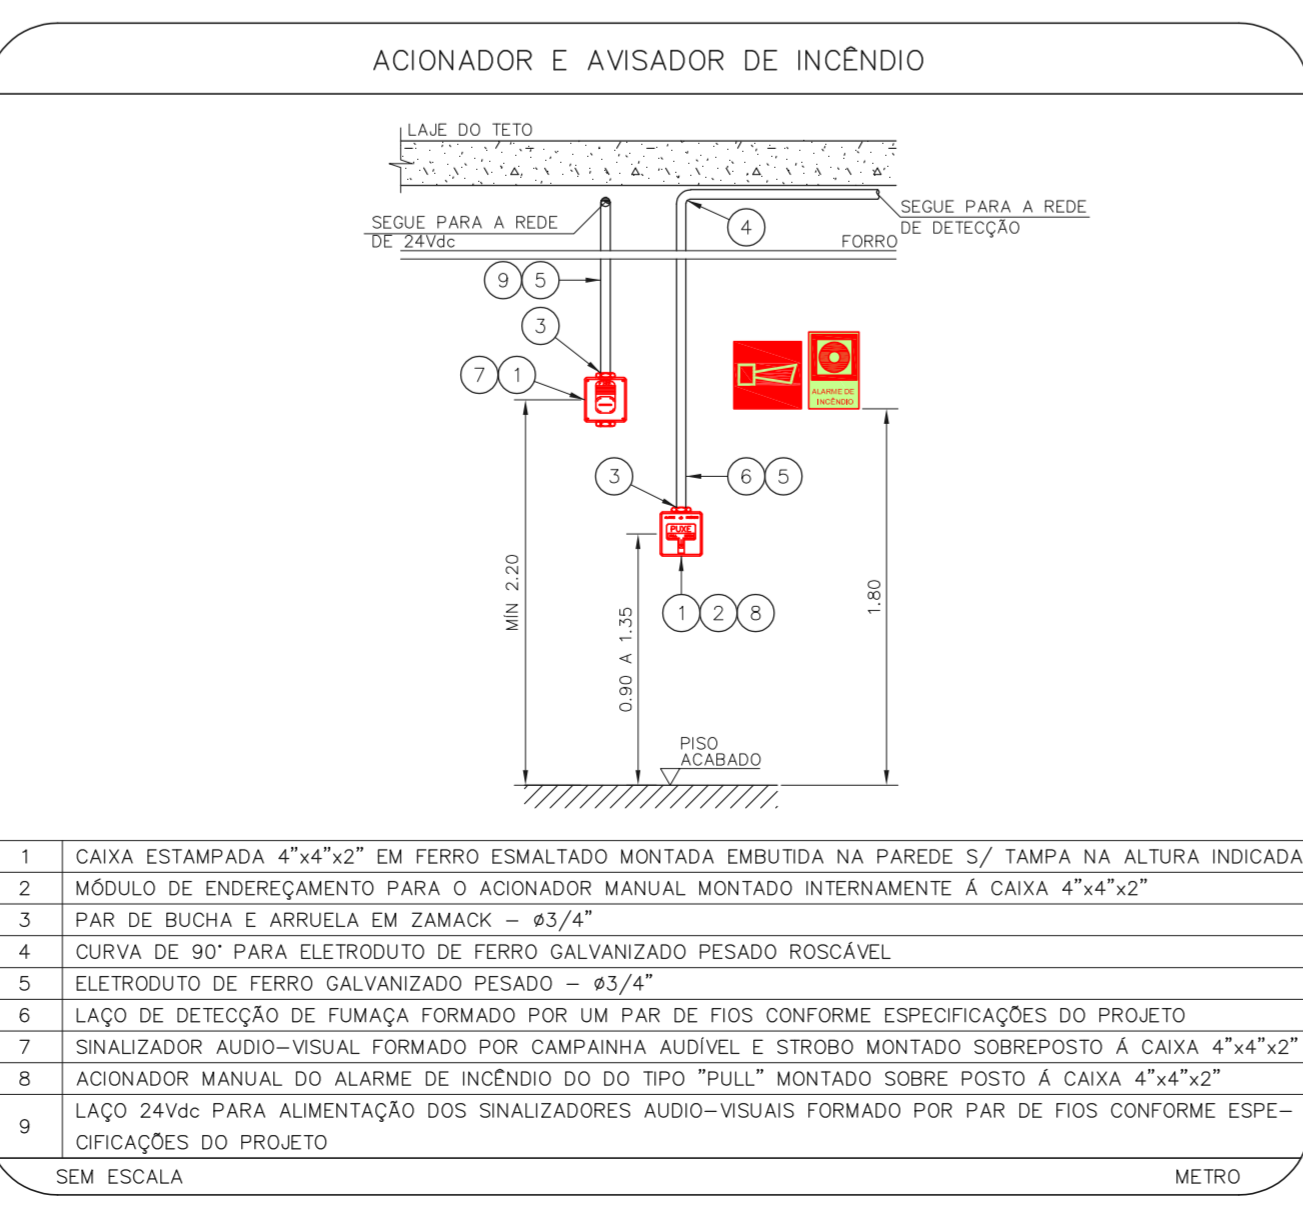 ACIONADOR E AVISADOR DE INCÊNDIO
LAJE DO TETO
SEGUE PARA A REDE
DE 24Vdc
SEGUE PARA A REDE
DE DETECÇÃO
4
FORRO
9 5
3
7 1
ALARME DE
INCÊNDIO
3
6 5
PUXE
MÍN 2.20
0.90 A 1.35
1.80
1 2 8
PISO
ACABADO
1 CAIXA ESTAMPADA 4"x4"x2" EM FERRO ESMALTADO MONTADA EMBUTIDA NA PAREDE S/ TAMPA NA ALTURA INDICADA
2 MÓDULO DE ENDEREÇAMENTO PARA O ACIONADOR MANUAL MONTADO INTERNAMENTE Á CAIXA 4"x4"x2"
3 PAR DE BUCHA E ARRUELA EM ZAMACK – ø3/4"
4 CURVA DE 90° PARA ELETRODUTO DE FERRO GALVANIZADO PESADO ROSCÁVEL
5 ELETRODUTO DE FERRO GALVANIZADO PESADO – ø3/4"
6 LAÇO DE DETECÇÃO DE FUMAÇA FORMADO POR UM PAR DE FIOS CONFORME ESPECIFICAÇÕES DO PROJETO
7 SINALIZADOR AUDIO–VISUAL FORMADO POR CAMPAINHA AUDÍVEL E STROBO MONTADO SOBREPOSTO Á CAIXA 4"x4"x2"
8 ACIONADOR MANUAL DO ALARME DE INCÊNDIO DO DO TIPO "PULL" MONTADO SOBRE POSTO Á CAIXA 4"x4"x2"
9 LAÇO 24Vdc PARA ALIMENTAÇÃO DOS SINALIZADORES AUDIO–VISUAIS FORMADO POR PAR DE FIOS CONFORME ESPE–
CIFICAÇÕES DO PROJETO
SEM ESCALA
METRO